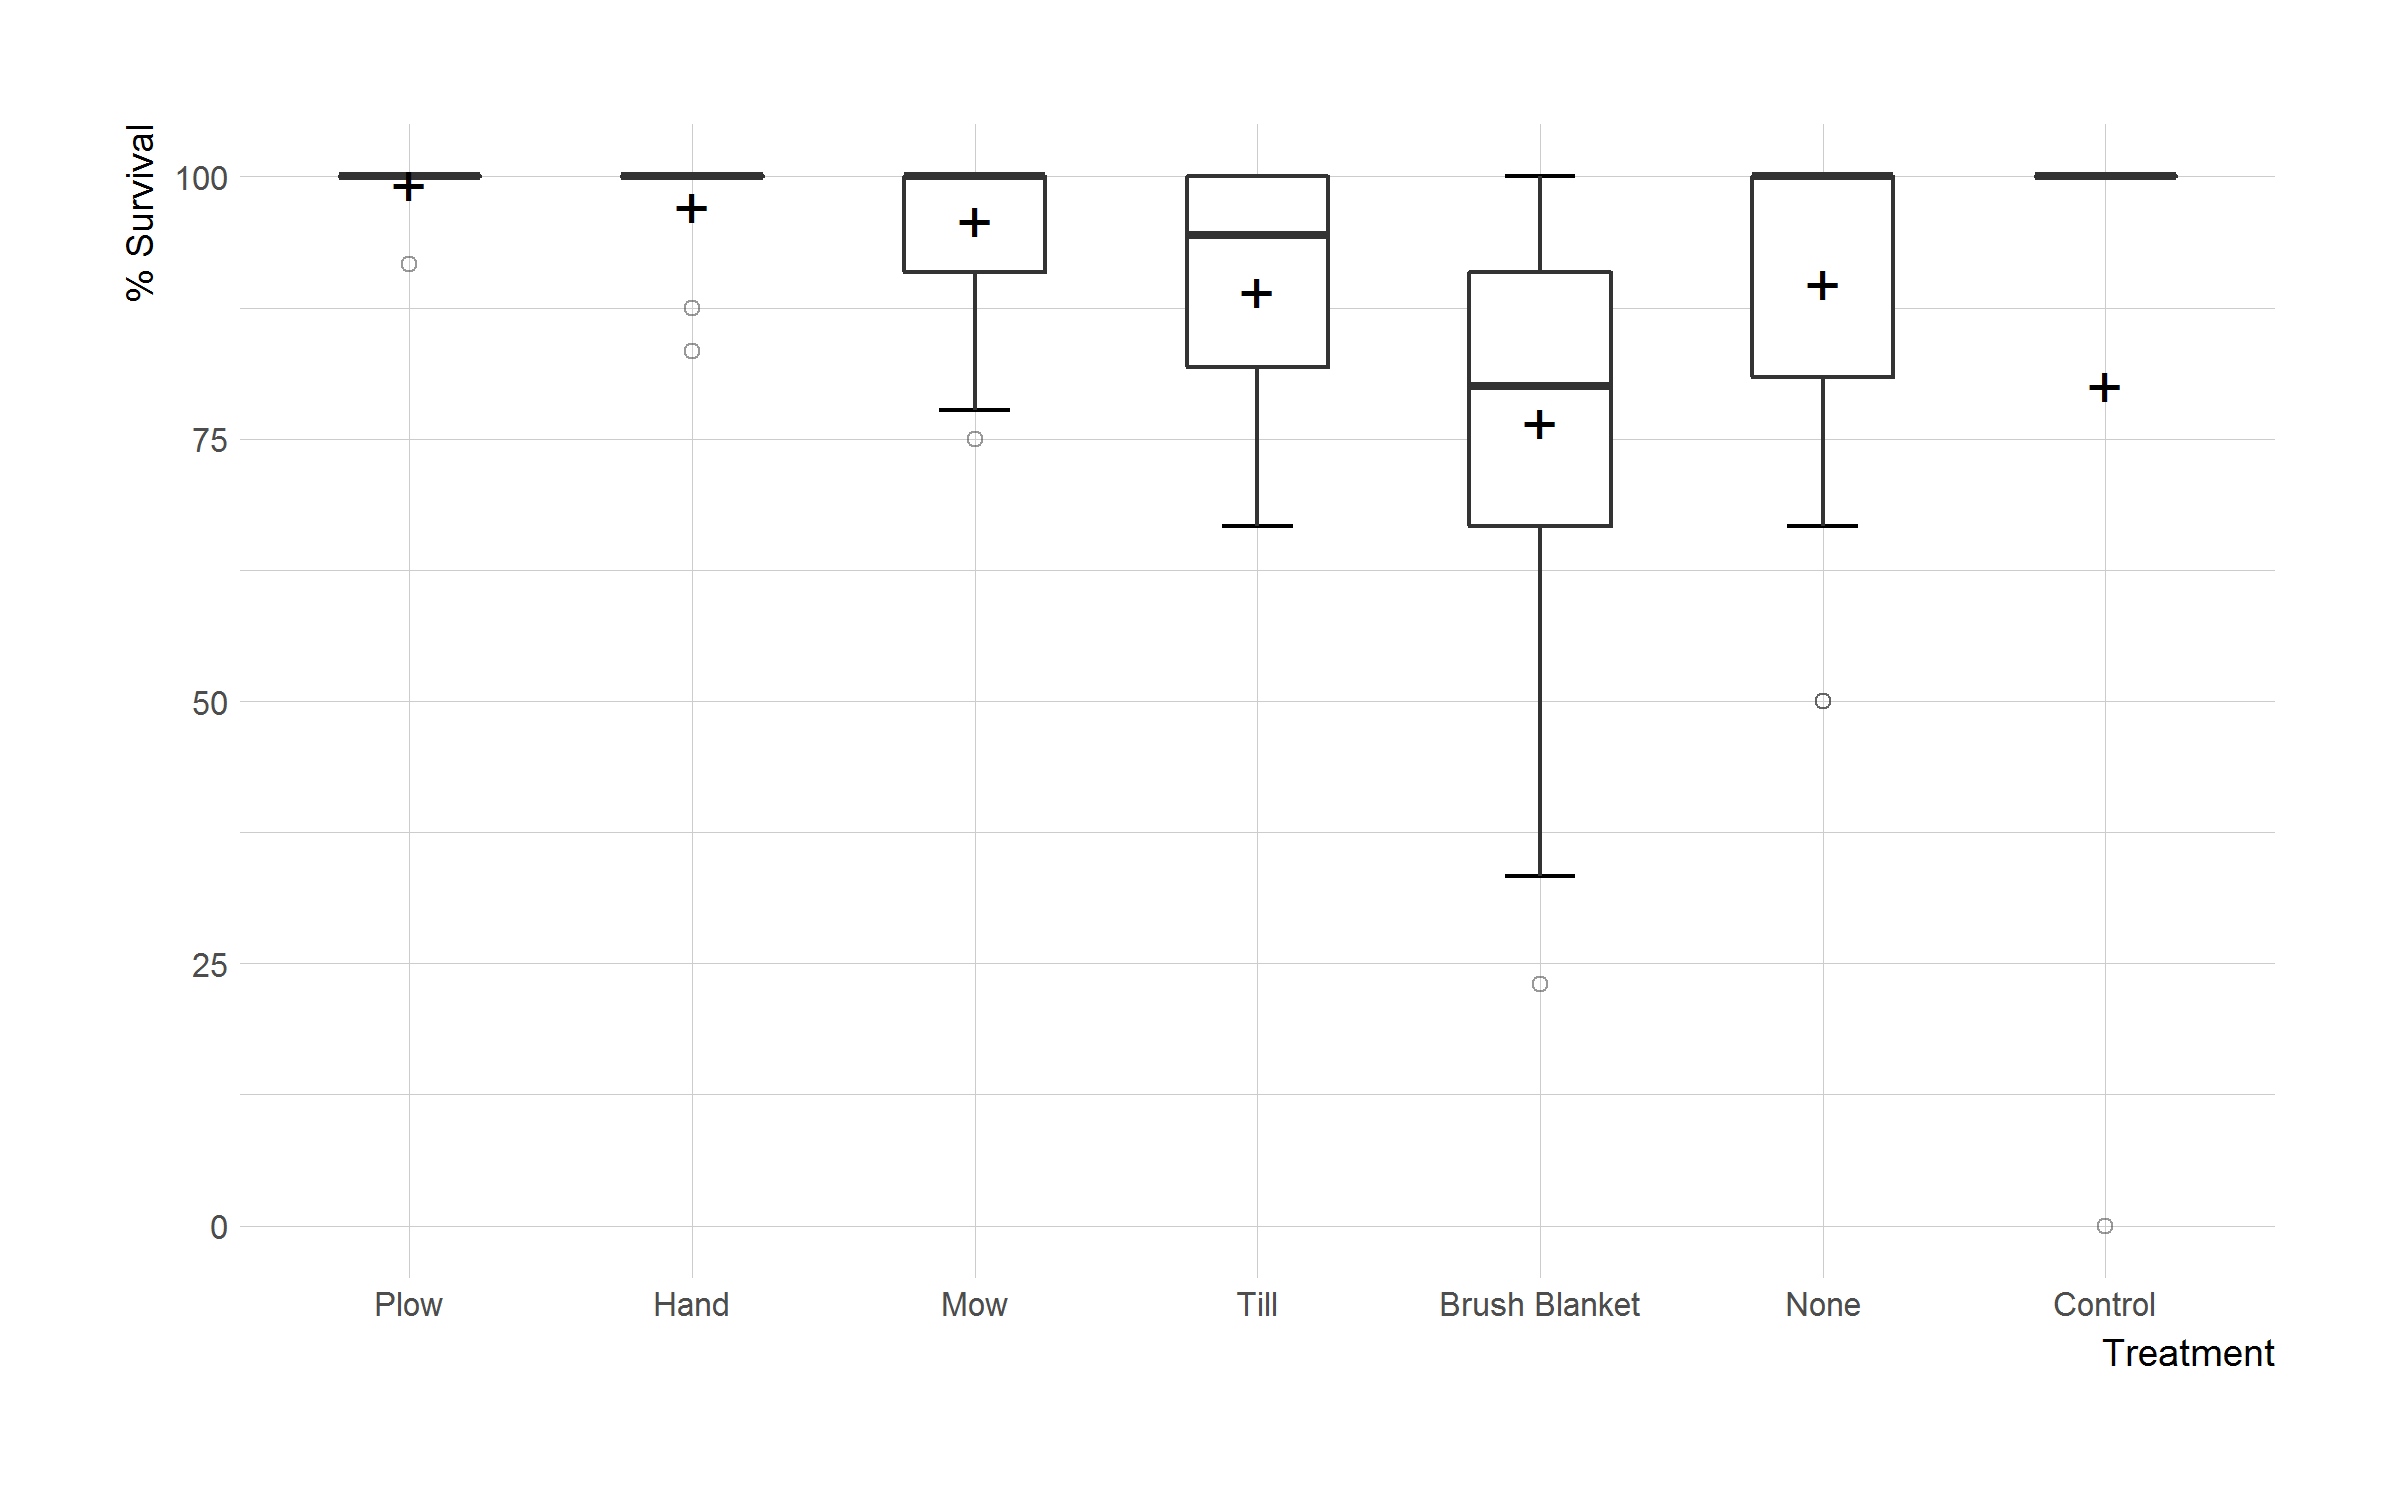 % Survival
100
75
50
25
0
Plow Hand Mow Till Brush Blanket None Control
Treatment